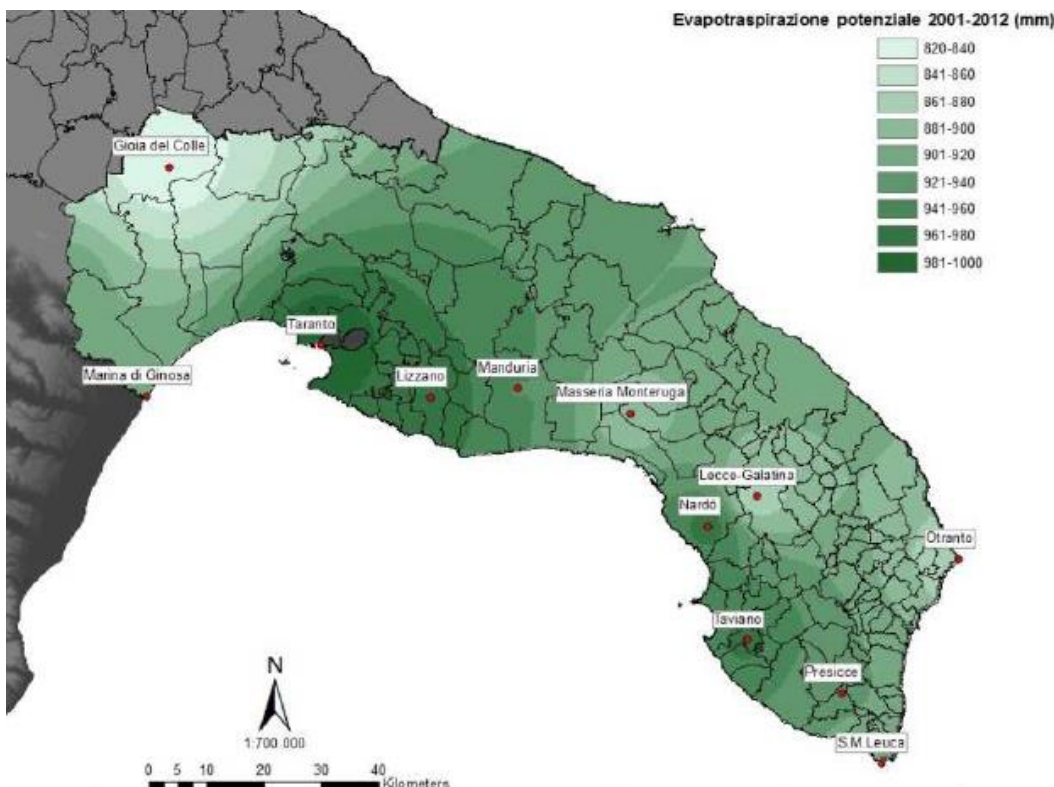 Evapotraspirazione potenziale 2001-2012 (mm)
820-840
841-860
861-880
881-900
901-920
921-940
941-960
961-980
981-1000
Gioia del Colle
Taranto
Marina di Ginosa
Lizzano
Manduria
Masseria Monteruga
Lecce-Galatina
Nardò
Otranto
Taviano
Presicce
S.M.Leuca
N
1:700.000
0 5 10 20 30 40
Kilometers